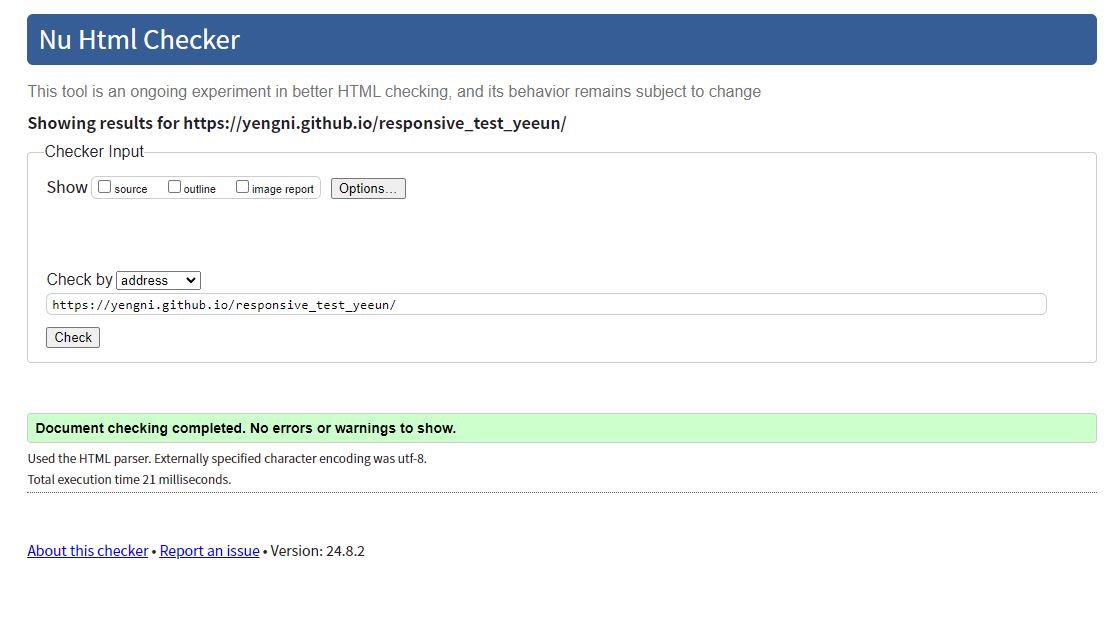 Nu Html Checker
This tool is an ongoing experiment in better HTML checking, and its behavior remains subject to change
Showing results for https://yengni.github.io/responsive_test_yeeun/
Checker Input
Show source outline image report Options...
Check by address
https://yengni.github.io/responsive_test_yeeun/
Check
Document checking completed. No errors or warnings to show.
Used the HTML parser. Externally specified character encoding was utf-8.
Total execution time 21 milliseconds.
About this checker • Report an issue • Version: 24.8.2